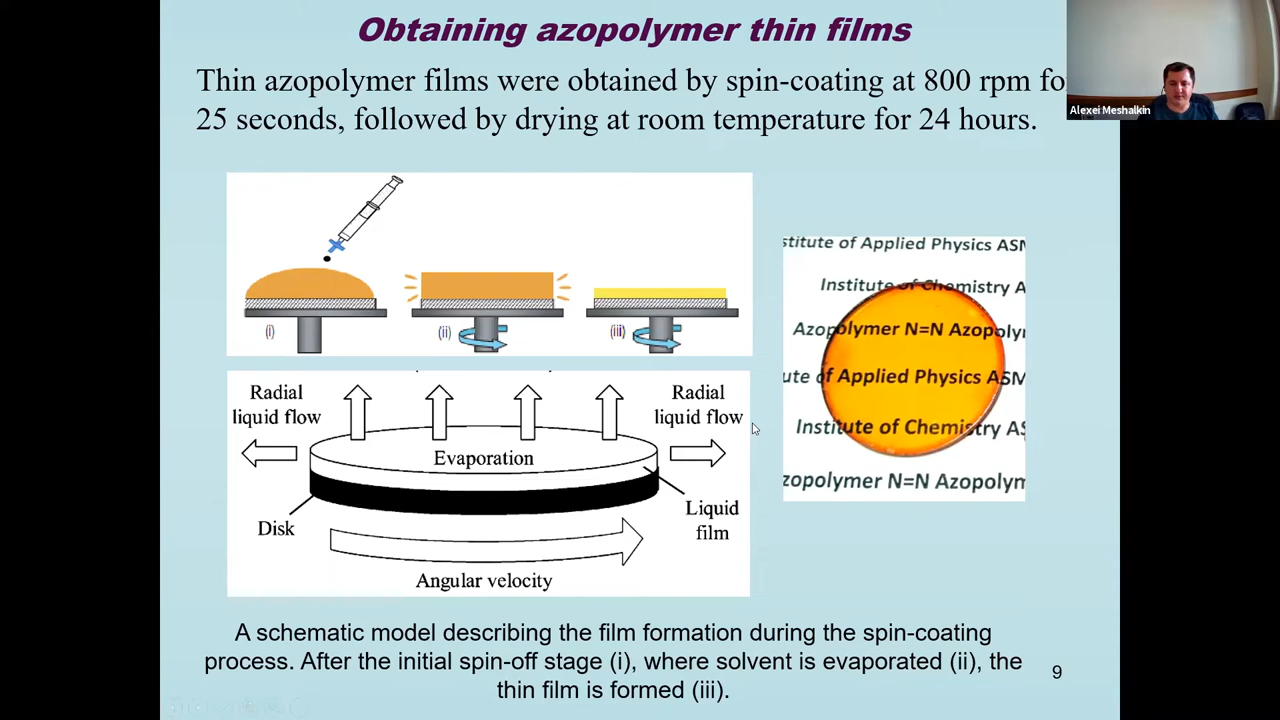 Obtaining azopolymer thin films
Thin azopolymer films were obtained by spin-coating at 800 rpm fo
25 seconds, followed by drying at room temperature for 24 hours.
Alexei Meshalkin
(i)
(ii)
(iii)
stitute of Applied Physics ASM
Institute of Chemistry A
Azopolymer N=N Azopoly
ute of Applied Physics ASM
Institute of Chemistry AS
zopolymer N=N Azopolym
Radial
liquid flow
Radial
liquid flow
Evaporation
Disk
Liquid
film
Angular velocity
A schematic model describing the film formation during the spin-coating
process. After the initial spin-off stage (i), where solvent is evaporated (ii), the
thin film is formed (iii).
9